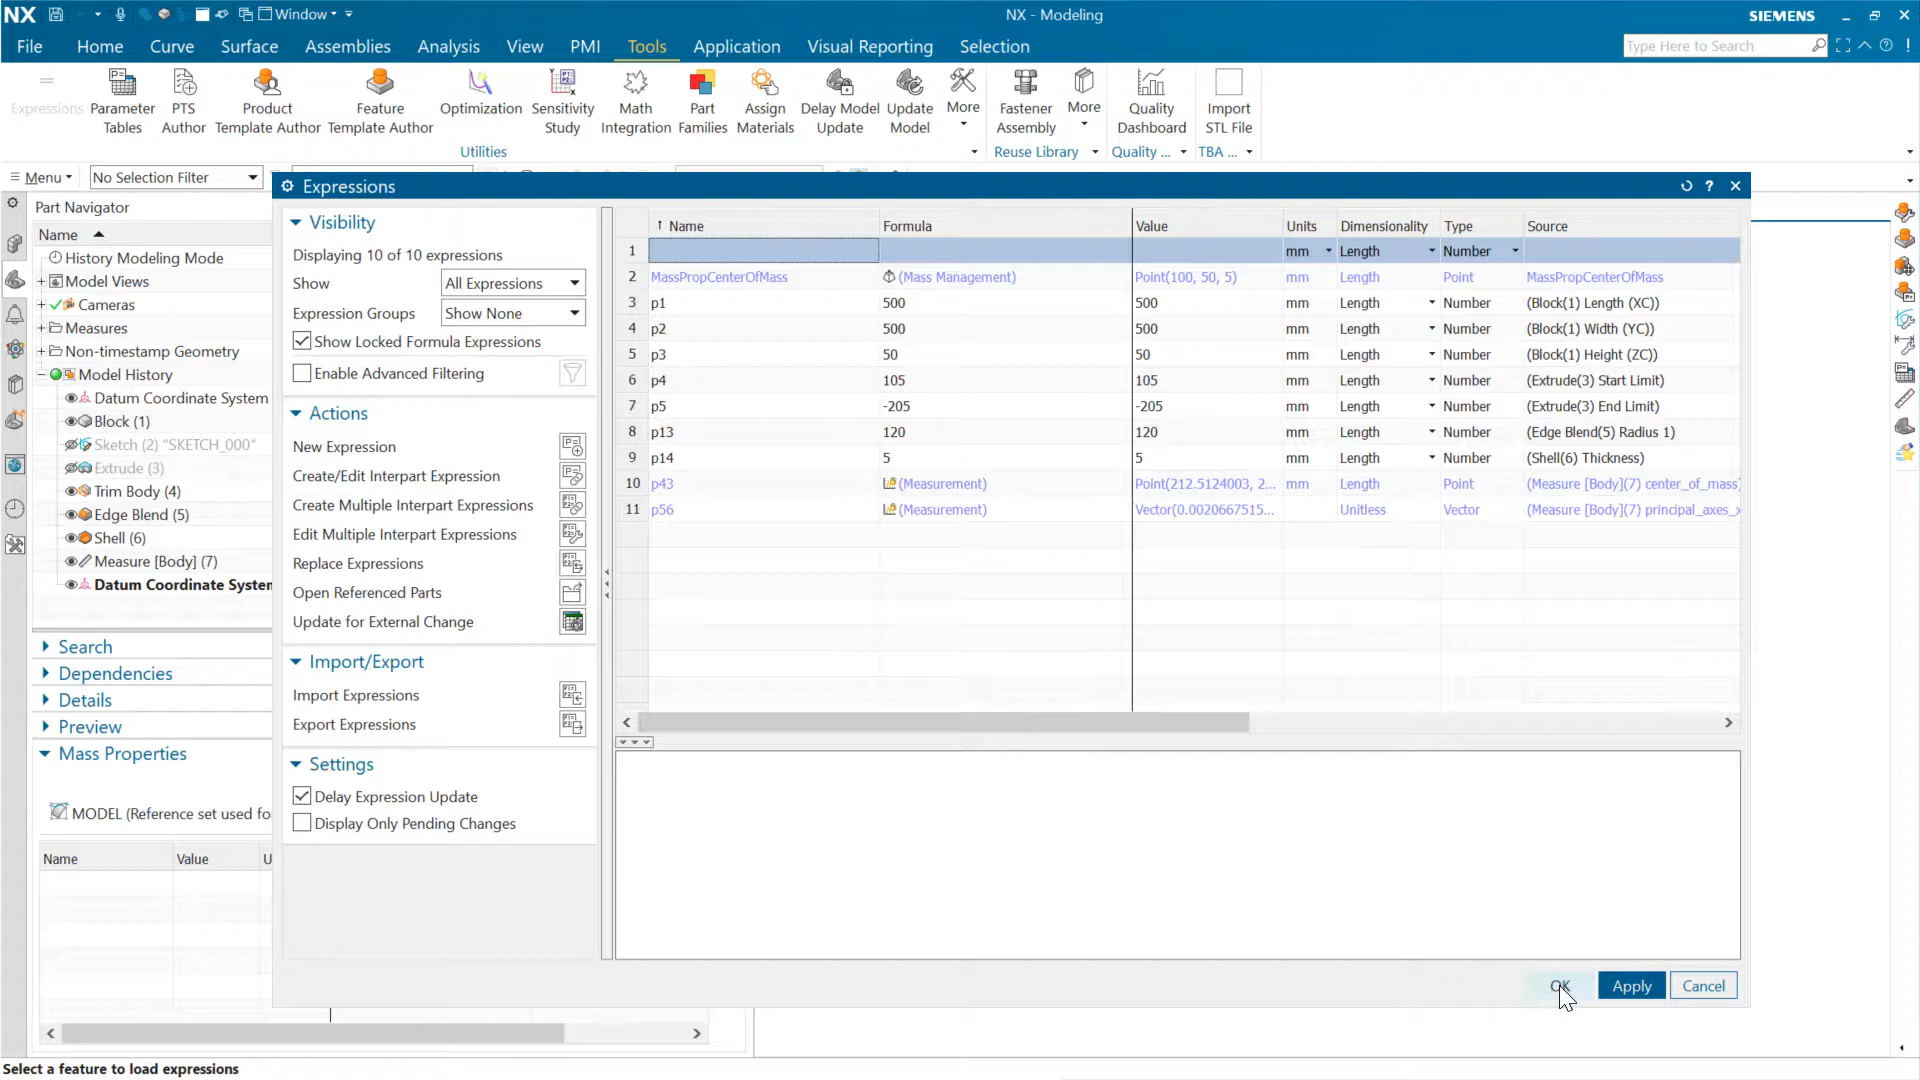 NX
Window
NX - Modeling
SIEMENS
File
Home
Curve
Surface
Assemblies
Analysis
View
PMI
Tools
Application
Visual Reporting
Selection
Type Here to Search
Expressions
Parameter Tables
PTS Author
Product Template Author
Feature Template Author
Optimization
Sensitivity Study
Math Integration
Part Families
Assign Materials
Delay Model Update
Update Model
More
Fastener Assembly
More
Quality Dashboard
Import STL File
Utilities
Reuse Library
Quality ...
TBA ...
Menu
No Selection Filter
Expressions
Part Navigator
Name
History Modeling Mode
Model Views
Cameras
Measures
Non-timestamp Geometry
Model History
Datum Coordinate System
Block (1)
Sketch (2) "SKETCH_000"
Extrude (3)
Trim Body (4)
Edge Blend (5)
Shell (6)
Measure [Body] (7)
Datum Coordinate System
Search
Dependencies
Details
Preview
Mass Properties
MODEL (Reference set used fo
Name Value U
Visibility
Displaying 10 of 10 expressions
Show All Expressions
Expression Groups Show None
Show Locked Formula Expressions
Enable Advanced Filtering
Actions
New Expression
Create/Edit Interpart Expression
Create Multiple Interpart Expressions
Edit Multiple Interpart Expressions
Replace Expressions
Open Referenced Parts
Update for External Change
Import/Export
Import Expressions
Export Expressions
Settings
Delay Expression Update
Display Only Pending Changes
Name Formula Value Units Dimensionality Type Source
1 mm Length Number
2 MassPropCenterOfMass (Mass Management) Point(100, 50, 5) mm Length Point MassPropCenterOfMass
3 p1 500 500 mm Length Number (Block(1) Length (XC))
4 p2 500 500 mm Length Number (Block(1) Width (YC))
5 p3 50 50 mm Length Number (Block(1) Height (ZC))
6 p4 105 105 mm Length Number (Extrude(3) Start Limit)
7 p5 -205 -205 mm Length Number (Extrude(3) End Limit)
8 p13 120 120 mm Length Number (Edge Blend(5) Radius 1)
9 p14 5 5 mm Length Number (Shell(6) Thickness)
10 p43 (Measurement) Point(212.5124003, 2... mm Length Point (Measure [Body](7) center_of_mass)
11 p56 (Measurement) Vector(0.0020667515... Unitless Vector (Measure [Body](7) principal_axes_x
OK
Apply
Cancel
Select a feature to load expressions